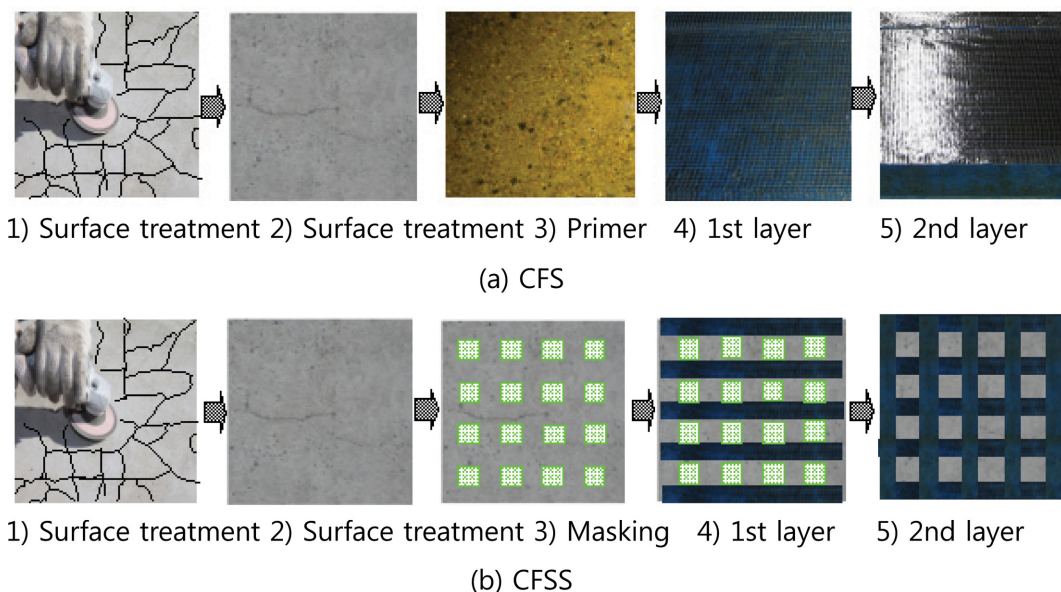 1) Surface treatment 2) Surface treatment 3) Primer 4) 1st layer 5) 2nd layer
(a) CFS
1) Surface treatment 2) Surface treatment 3) Masking 4) 1st layer 5) 2nd layer
(b) CFSS